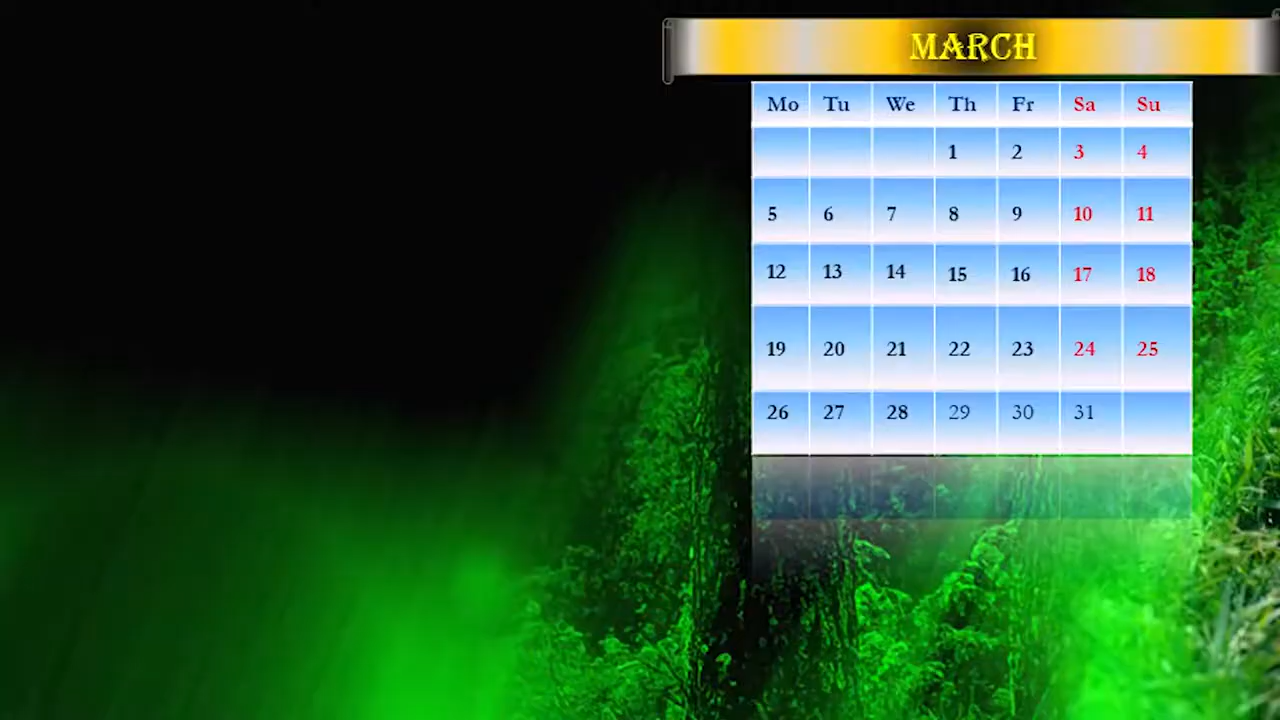 MARCH
Mo Tu We Th Fr Sa Su
1 2 3 4
5 6 7 8 9 10 11
12 13 14 15 16 17 18
19 20 21 22 23 24 25
26 27 28 29 30 31